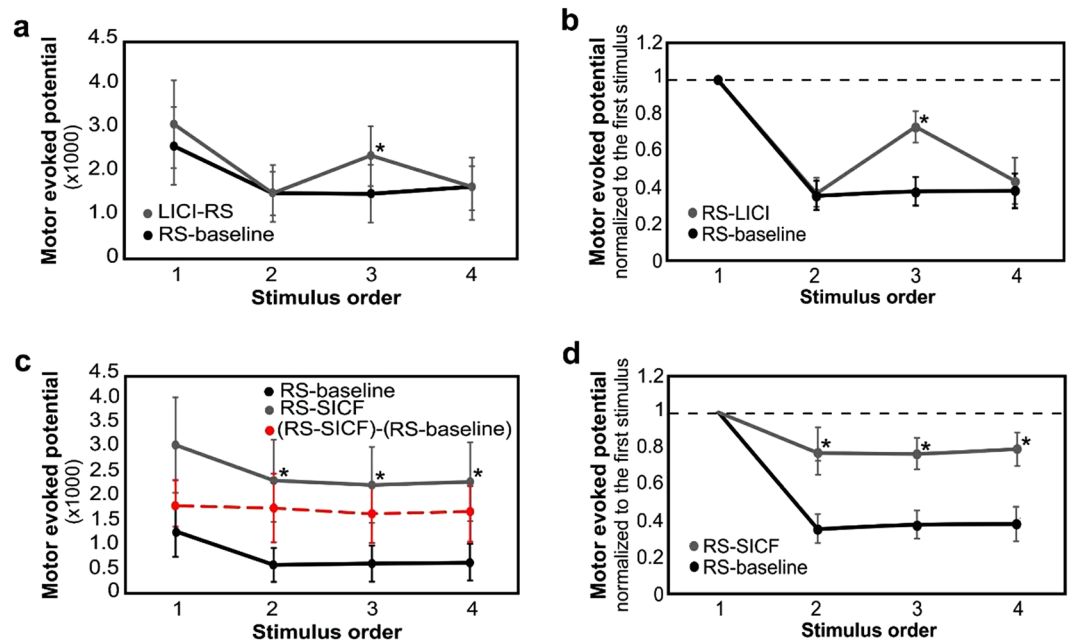 a
Motor evoked potential
(x1000)
4.5
4.0
3.0
2.0
1.0
0
LICI-RS
RS-baseline
*
1 2 3 4
Stimulus order
b
Motor evoked potential
normalized to the first stimulus
1.2
1
0.8
0.6
0.4
0.2
0
RS-LICI
RS-baseline
*
1 2 3 4
Stimulus order
c
Motor evoked potential
(x1000)
4.5
4.0
3.5
3.0
2.5
2.0
1.5
1.0
0.5
0
RS-baseline
RS-SICF
(RS-SICF)-(RS-baseline)
* * *
1 2 3 4
Stimulus order
d
Motor evoked potential
normalized to the first stimulus
1.2
1
0.8
0.6
0.4
0.2
0
RS-SICF
RS-baseline
* * *
1 2 3 4
Stimulus order